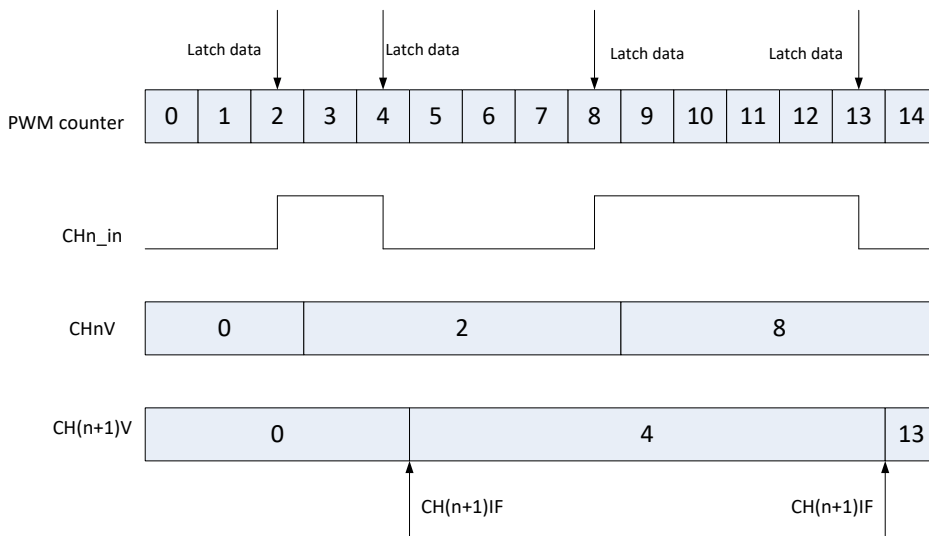 Latch data Latch data Latch data Latch data
PWM counter 0 1 2 3 4 5 6 7 8 9 10 11 12 13 14
CHn_in
CHnV 0 2 8
CH(n+1)V 0 4 13
CH(n+1)IF CH(n+1)IF